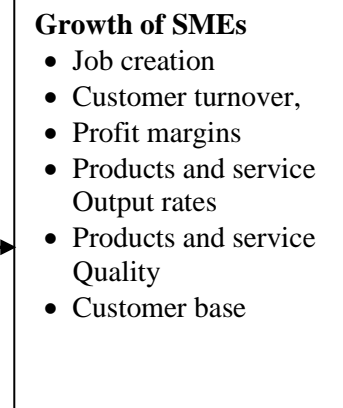 Growth of SMEs
• Job creation
• Customer turnover,
• Profit margins
• Products and service
Output rates
• Products and service
Quality
• Customer base